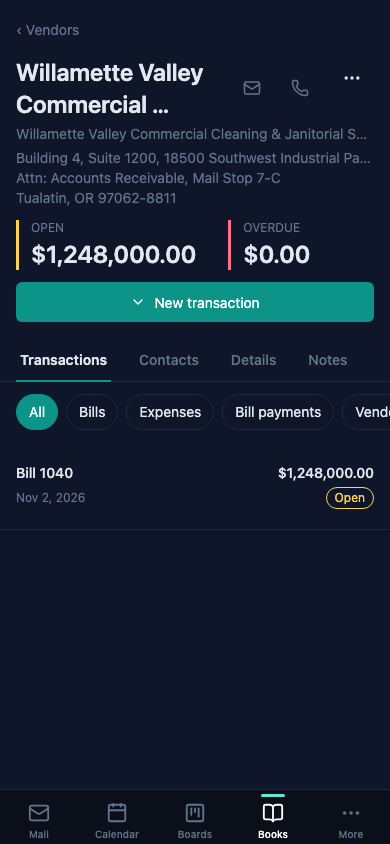 ‹ Vendors
Willamette Valley
Commercial ...
Willamette Valley Commercial Cleaning & Janitorial S...
Building 4, Suite 1200, 18500 Southwest Industrial Pa...
Attn: Accounts Receivable, Mail Stop 7-C
Tualatin, OR 97062-8811
OPEN OVERDUE
$1,248,000.00 $0.00
New transaction
Transactions Contacts Details Notes
All Bills Expenses Bill payments Vend
Bill 1040 $1,248,000.00
Nov 2, 2026 Open
Mail Calendar Boards Books More